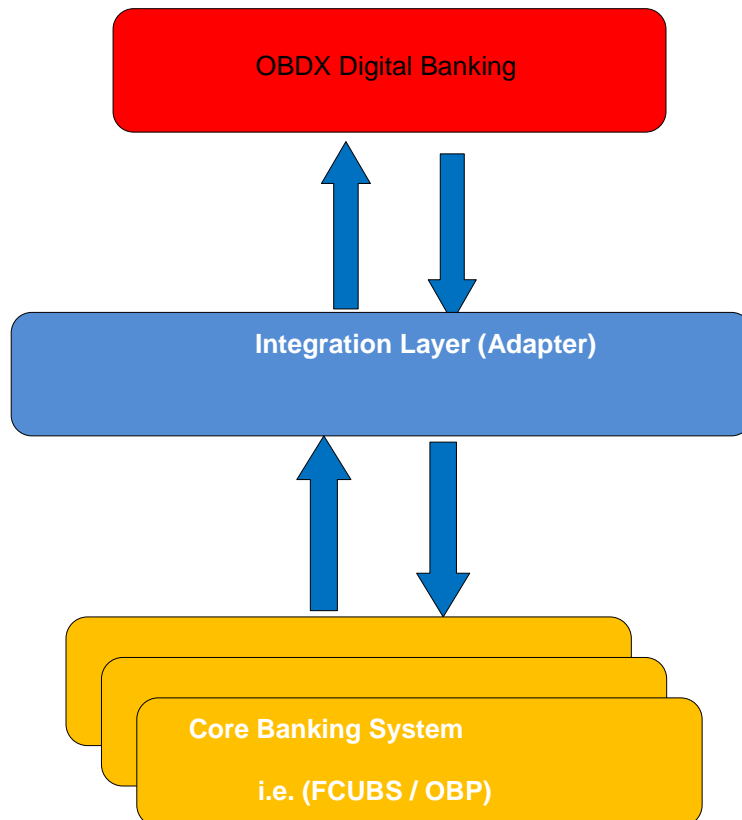 OBDX Digital Banking
Integration Layer (Adapter)
Core Banking System
i.e. (FCUBS / OBP)